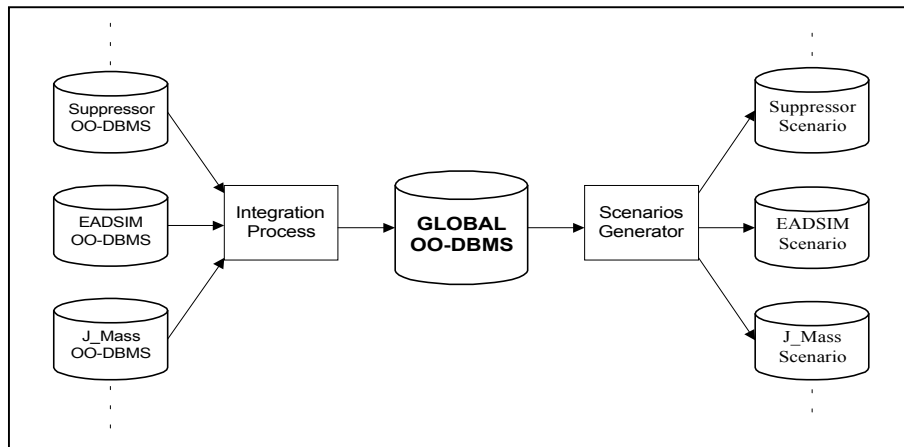 Suppressor
OO-DBMS
EADSIM
OO-DBMS
J_Mass
OO-DBMS
Integration
Process
GLOBAL
OO-DBMS
Scenarios
Generator
Suppressor
Scenario
EADSIM
Scenario
J_Mass
Scenario